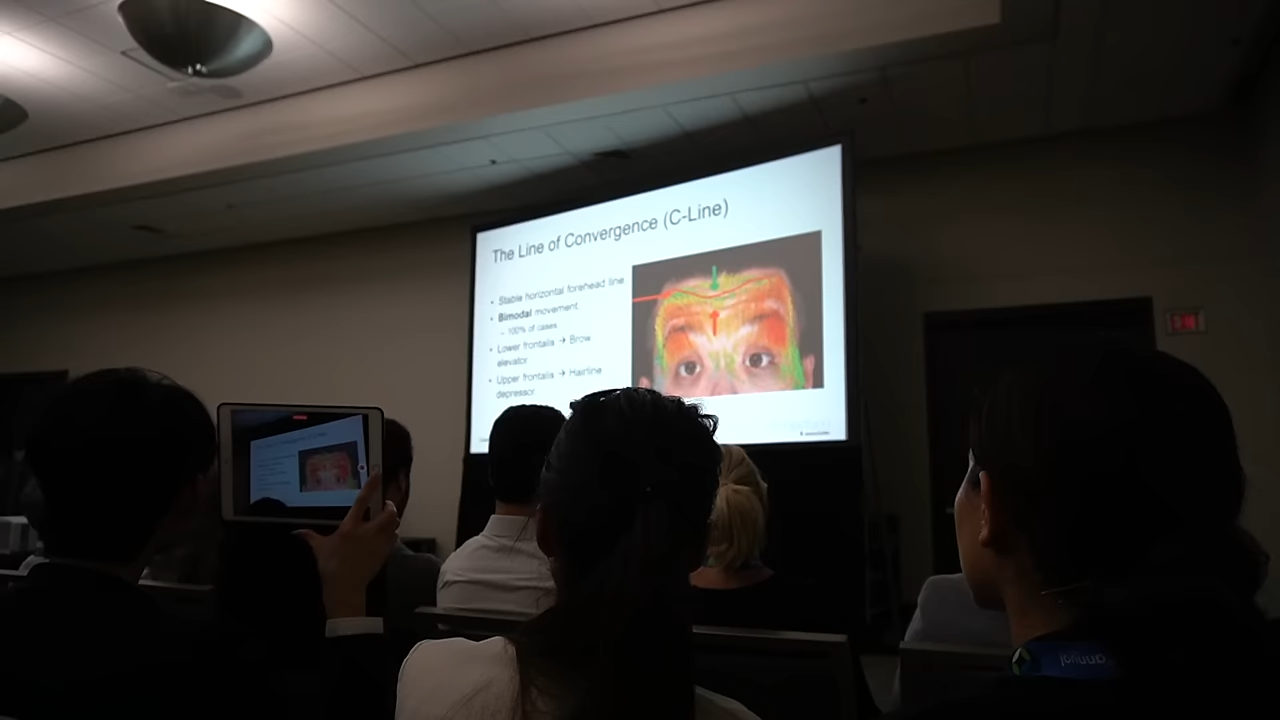 The Line of Convergence (C-Line)
• Stable horizontal forehead line
• Bimodal movement
- 100% of cases
• Lower frontalis → Brow
elevator
• Upper frontalis → Hairline
depressor
annual